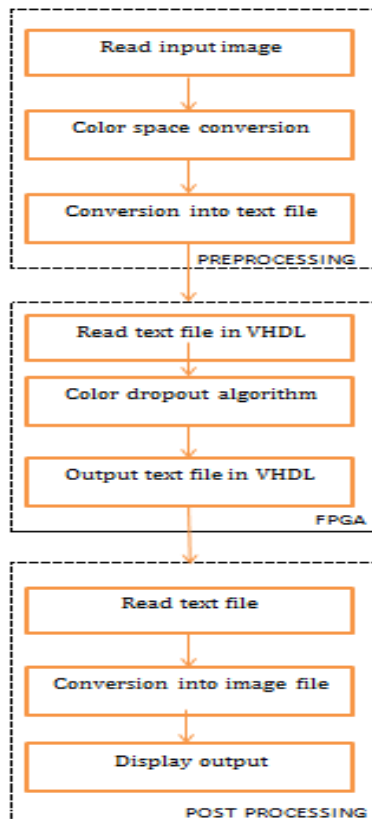 Read input image
Color space conversion
Conversion into text file
PREPROCESSING
Read text file in VHDL
Color dropout algorithm
Output text file in VHDL
FPGA
Read text file
Conversion into image file
Display output
POST PROCESSING